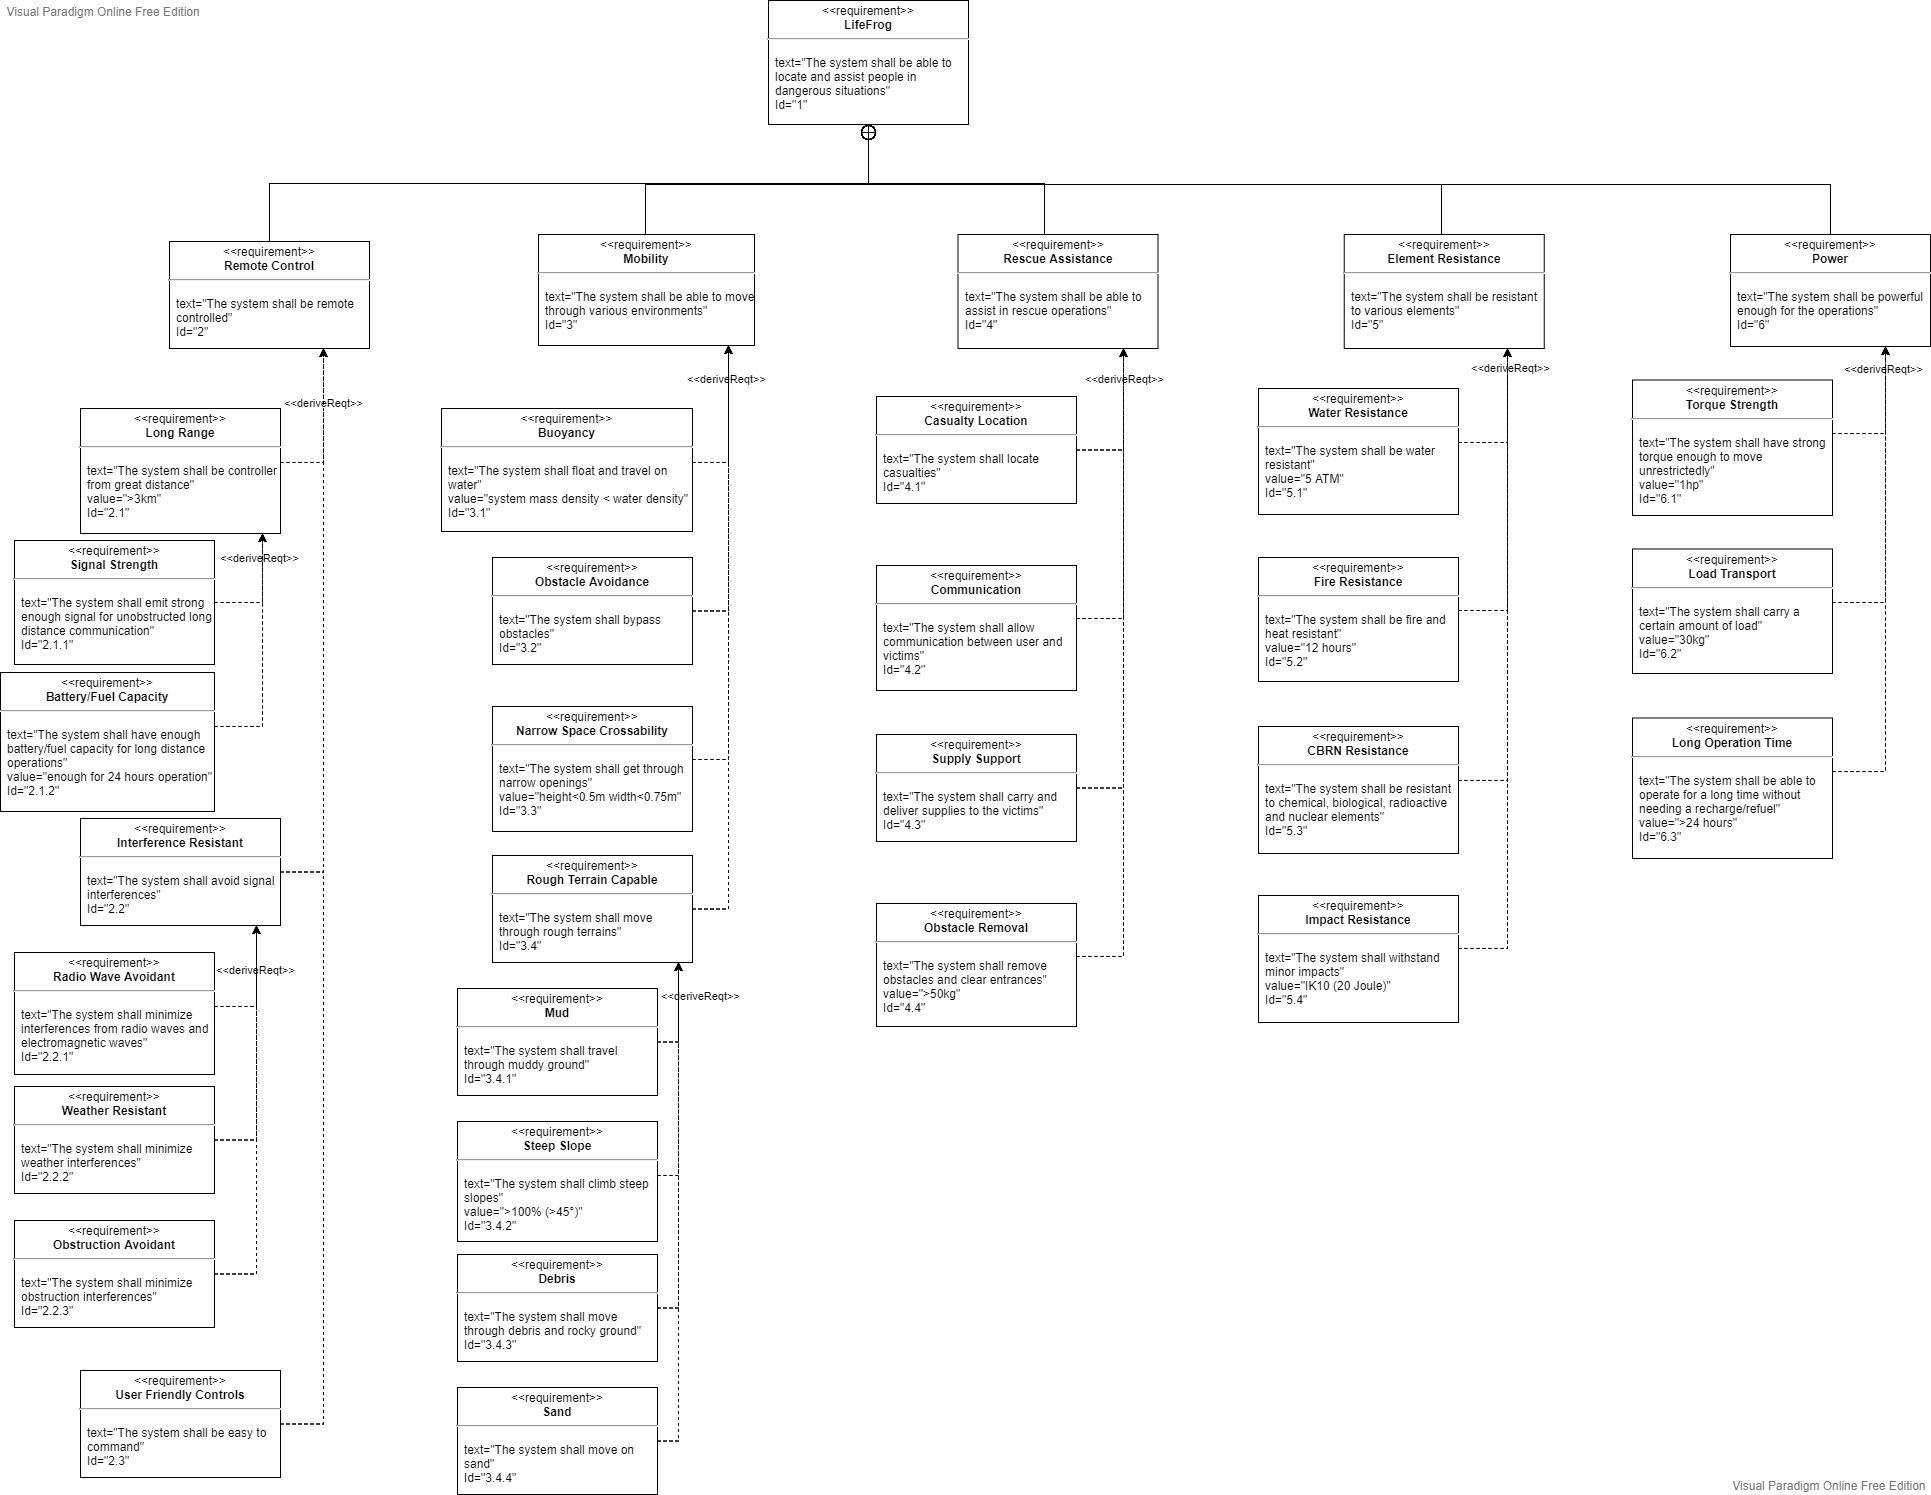 Visual Paradigm Online Free Edition
<<requirement>>
LifeFrog
text="The system shall be able to
locate and assist people in
dangerous situations"
Id="1"
<<requirement>>
Remote Control
text="The system shall be remote
controlled"
Id="2"
<<deriveReqt>>
<<requirement>>
Long Range
text="The system shall be controller
from great distance"
value=">3km"
Id="2.1"
<<deriveReqt>>
<<requirement>>
Signal Strength
text="The system shall emit strong
enough signal for unobstructed long
distance communication"
Id="2.1.1"
<<requirement>>
Battery/Fuel Capacity
text="The system shall have enough
battery/fuel capacity for long distance
operations"
value="enough for 24 hours operation"
Id="2.1.2"
<<requirement>>
Interference Resistant
text="The system shall avoid signal
interferences"
Id="2.2"
<<deriveReqt>>
<<requirement>>
Radio Wave Avoidant
text="The system shall minimize
interferences from radio waves and
electromagnetic waves"
Id="2.2.1"
<<requirement>>
Weather Resistant
text="The system shall minimize
weather interferences"
Id="2.2.2"
<<requirement>>
Obstruction Avoidant
text="The system shall minimize
obstruction interferences"
Id="2.2.3"
<<requirement>>
User Friendly Controls
text="The system shall be easy to
command"
Id="2.3"
<<requirement>>
Mobility
text="The system shall be able to move
through various environments"
Id="3"
<<deriveReqt>>
<<requirement>>
Buoyancy
text="The system shall float and travel on
water"
value="system mass density < water density"
Id="3.1"
<<requirement>>
Obstacle Avoidance
text="The system shall bypass
obstacles"
Id="3.2"
<<requirement>>
Narrow Space Crossability
text="The system shall get through
narrow openings"
value="height<0.5m width<0.75m"
Id="3.3"
<<requirement>>
Rough Terrain Capable
text="The system shall move
through rough terrains"
Id="3.4"
<<deriveReqt>>
<<requirement>>
Mud
text="The system shall travel
through muddy ground"
Id="3.4.1"
<<requirement>>
Steep Slope
text="The system shall climb steep
slopes"
value=">100% (>45°)"
Id="3.4.2"
<<requirement>>
Debris
text="The system shall move
through debris and rocky ground"
Id="3.4.3"
<<requirement>>
Sand
text="The system shall move on
sand"
Id="3.4.4"
<<requirement>>
Rescue Assistance
text="The system shall be able to
assist in rescue operations"
Id="4"
<<deriveReqt>>
<<requirement>>
Casualty Location
text="The system shall locate
casualties"
Id="4.1"
<<requirement>>
Communication
text="The system shall allow
communication between user and
victims"
Id="4.2"
<<requirement>>
Supply Support
text="The system shall carry and
deliver supplies to the victims"
Id="4.3"
<<requirement>>
Obstacle Removal
text="The system shall remove
obstacles and clear entrances"
value=">50kg"
Id="4.4"
<<requirement>>
Element Resistance
text="The system shall be resistant
to various elements"
Id="5"
<<deriveReqt>>
<<requirement>>
Water Resistance
text="The system shall be water
resistant"
value="5 ATM"
Id="5.1"
<<requirement>>
Fire Resistance
text="The system shall be fire and
heat resistant"
value="12 hours"
Id="5.2"
<<requirement>>
CBRN Resistance
text="The system shall be resistant
to chemical, biological, radioactive
and nuclear elements"
Id="5.3"
<<requirement>>
Impact Resistance
text="The system shall withstand
minor impacts"
value="IK10 (20 Joule)"
Id="5.4"
<<requirement>>
Power
text="The system shall be powerful
enough for the operations"
Id="6"
<<deriveReqt>>
<<requirement>>
Torque Strength
text="The system shall have strong
torque enough to move
unrestrictedly"
value="1hp"
Id="6.1"
<<requirement>>
Load Transport
text="The system shall carry a
certain amount of load"
value="30kg"
Id="6.2"
<<requirement>>
Long Operation Time
text="The system shall be able to
operate for a long time without
needing a recharge/refuel"
value=">24 hours"
Id="6.3"
Visual Paradigm Online Free Edition